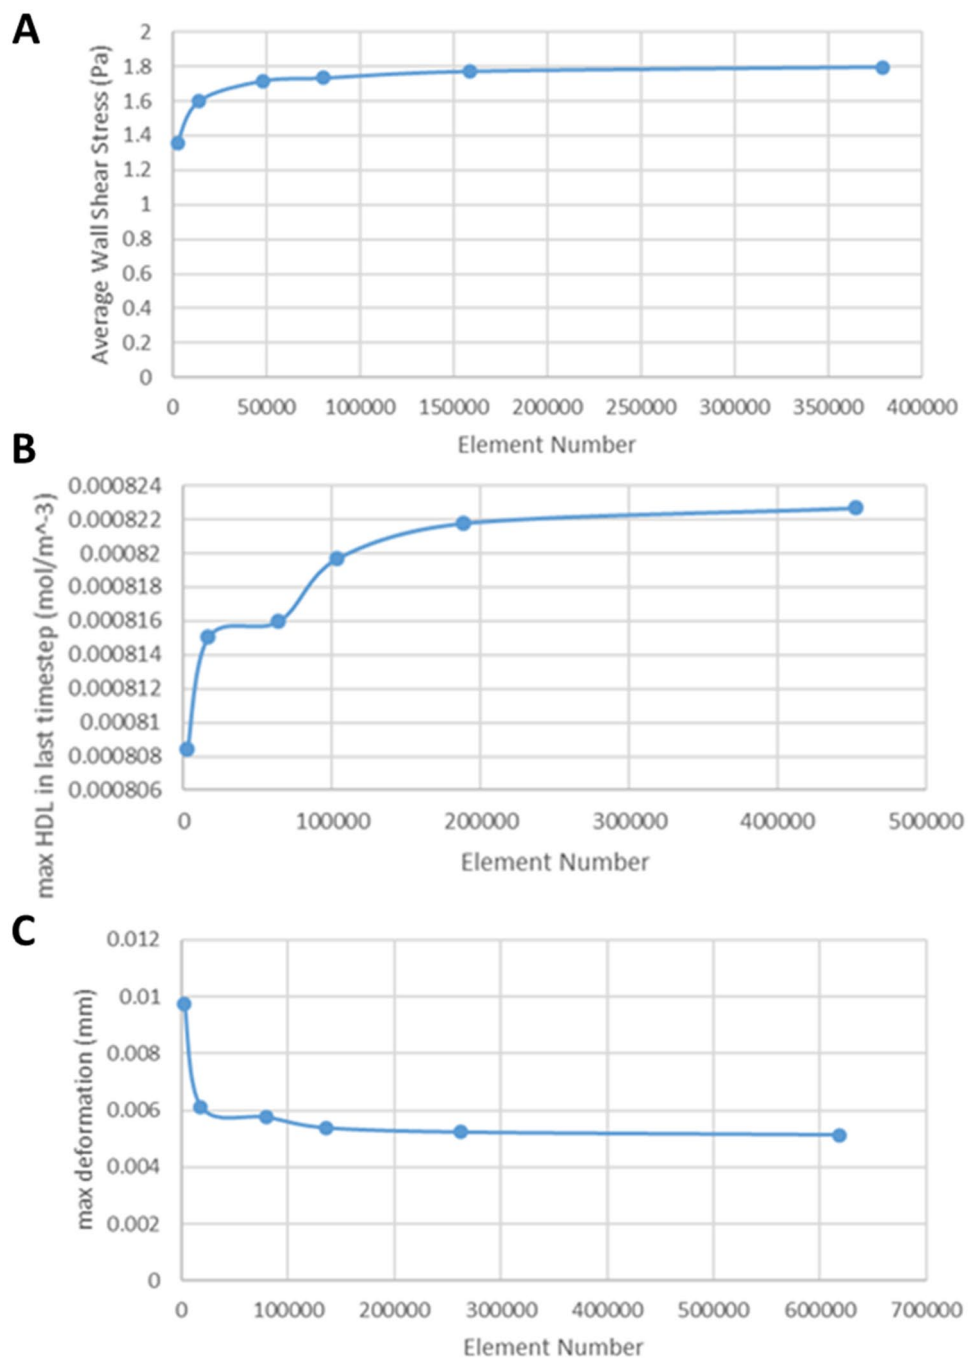 A
Average Wall Shear Stress (Pa)
2
1.8
1.6
1.4
1.2
1
0.8
0.6
0.4
0.2
0
0 50000 100000 150000 200000 250000 300000 350000 400000
Element Number
B
max HDL in last timestep (mol/m^-3)
0.000824
0.000822
0.00082
0.000818
0.000816
0.000814
0.000812
0.00081
0.000808
0.000806
0 100000 200000 300000 400000 500000
Element Number
C
max deformation (mm)
0.012
0.01
0.008
0.006
0.004
0.002
0
0 100000 200000 300000 400000 500000 600000 700000
Element Number